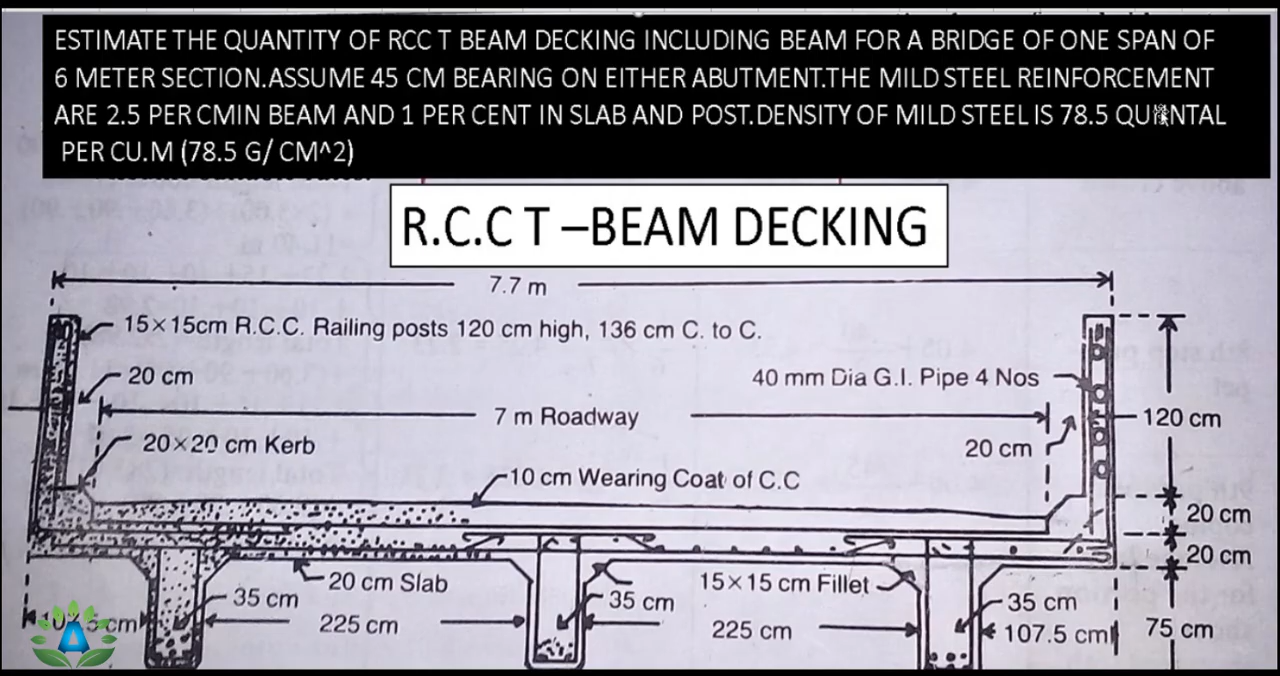 ESTIMATE THE QUANTITY OF RCC T BEAM DECKING INCLUDING BEAM FOR A BRIDGE OF ONE SPAN OF
6 METER SECTION.ASSUME 45 CM BEARING ON EITHER ABUTMENT.THE MILD STEEL REINFORCEMENT
ARE 2.5 PER CMIN BEAM AND 1 PER CENT IN SLAB AND POST.DENSITY OF MILD STEEL IS 78.5 QUINTAL
PER CU.M (78.5 G/ CM^2)
R.C.C T –BEAM DECKING
7.7 m
15×15cm R.C.C. Railing posts 120 cm high, 136 cm C. to C.
20 cm
40 mm Dia G.I. Pipe 4 Nos
7 m Roadway
120 cm
20×20 cm Kerb
20 cm
10 cm Wearing Coat of C.C
20 cm
20 cm
20 cm Slab
15×15 cm Fillet
35 cm
35 cm
35 cm
225 cm
225 cm
107.5 cm
75 cm